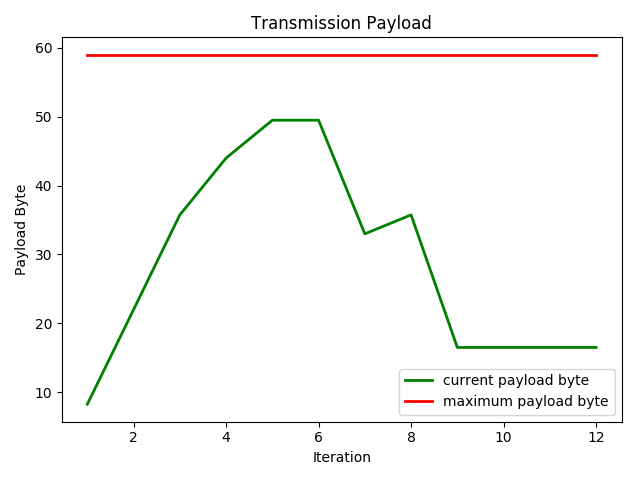 Transmission Payload
60
50
40
30
20
10
Payload Byte
current payload byte
maximum payload byte
2 4 6 8 10 12
Iteration